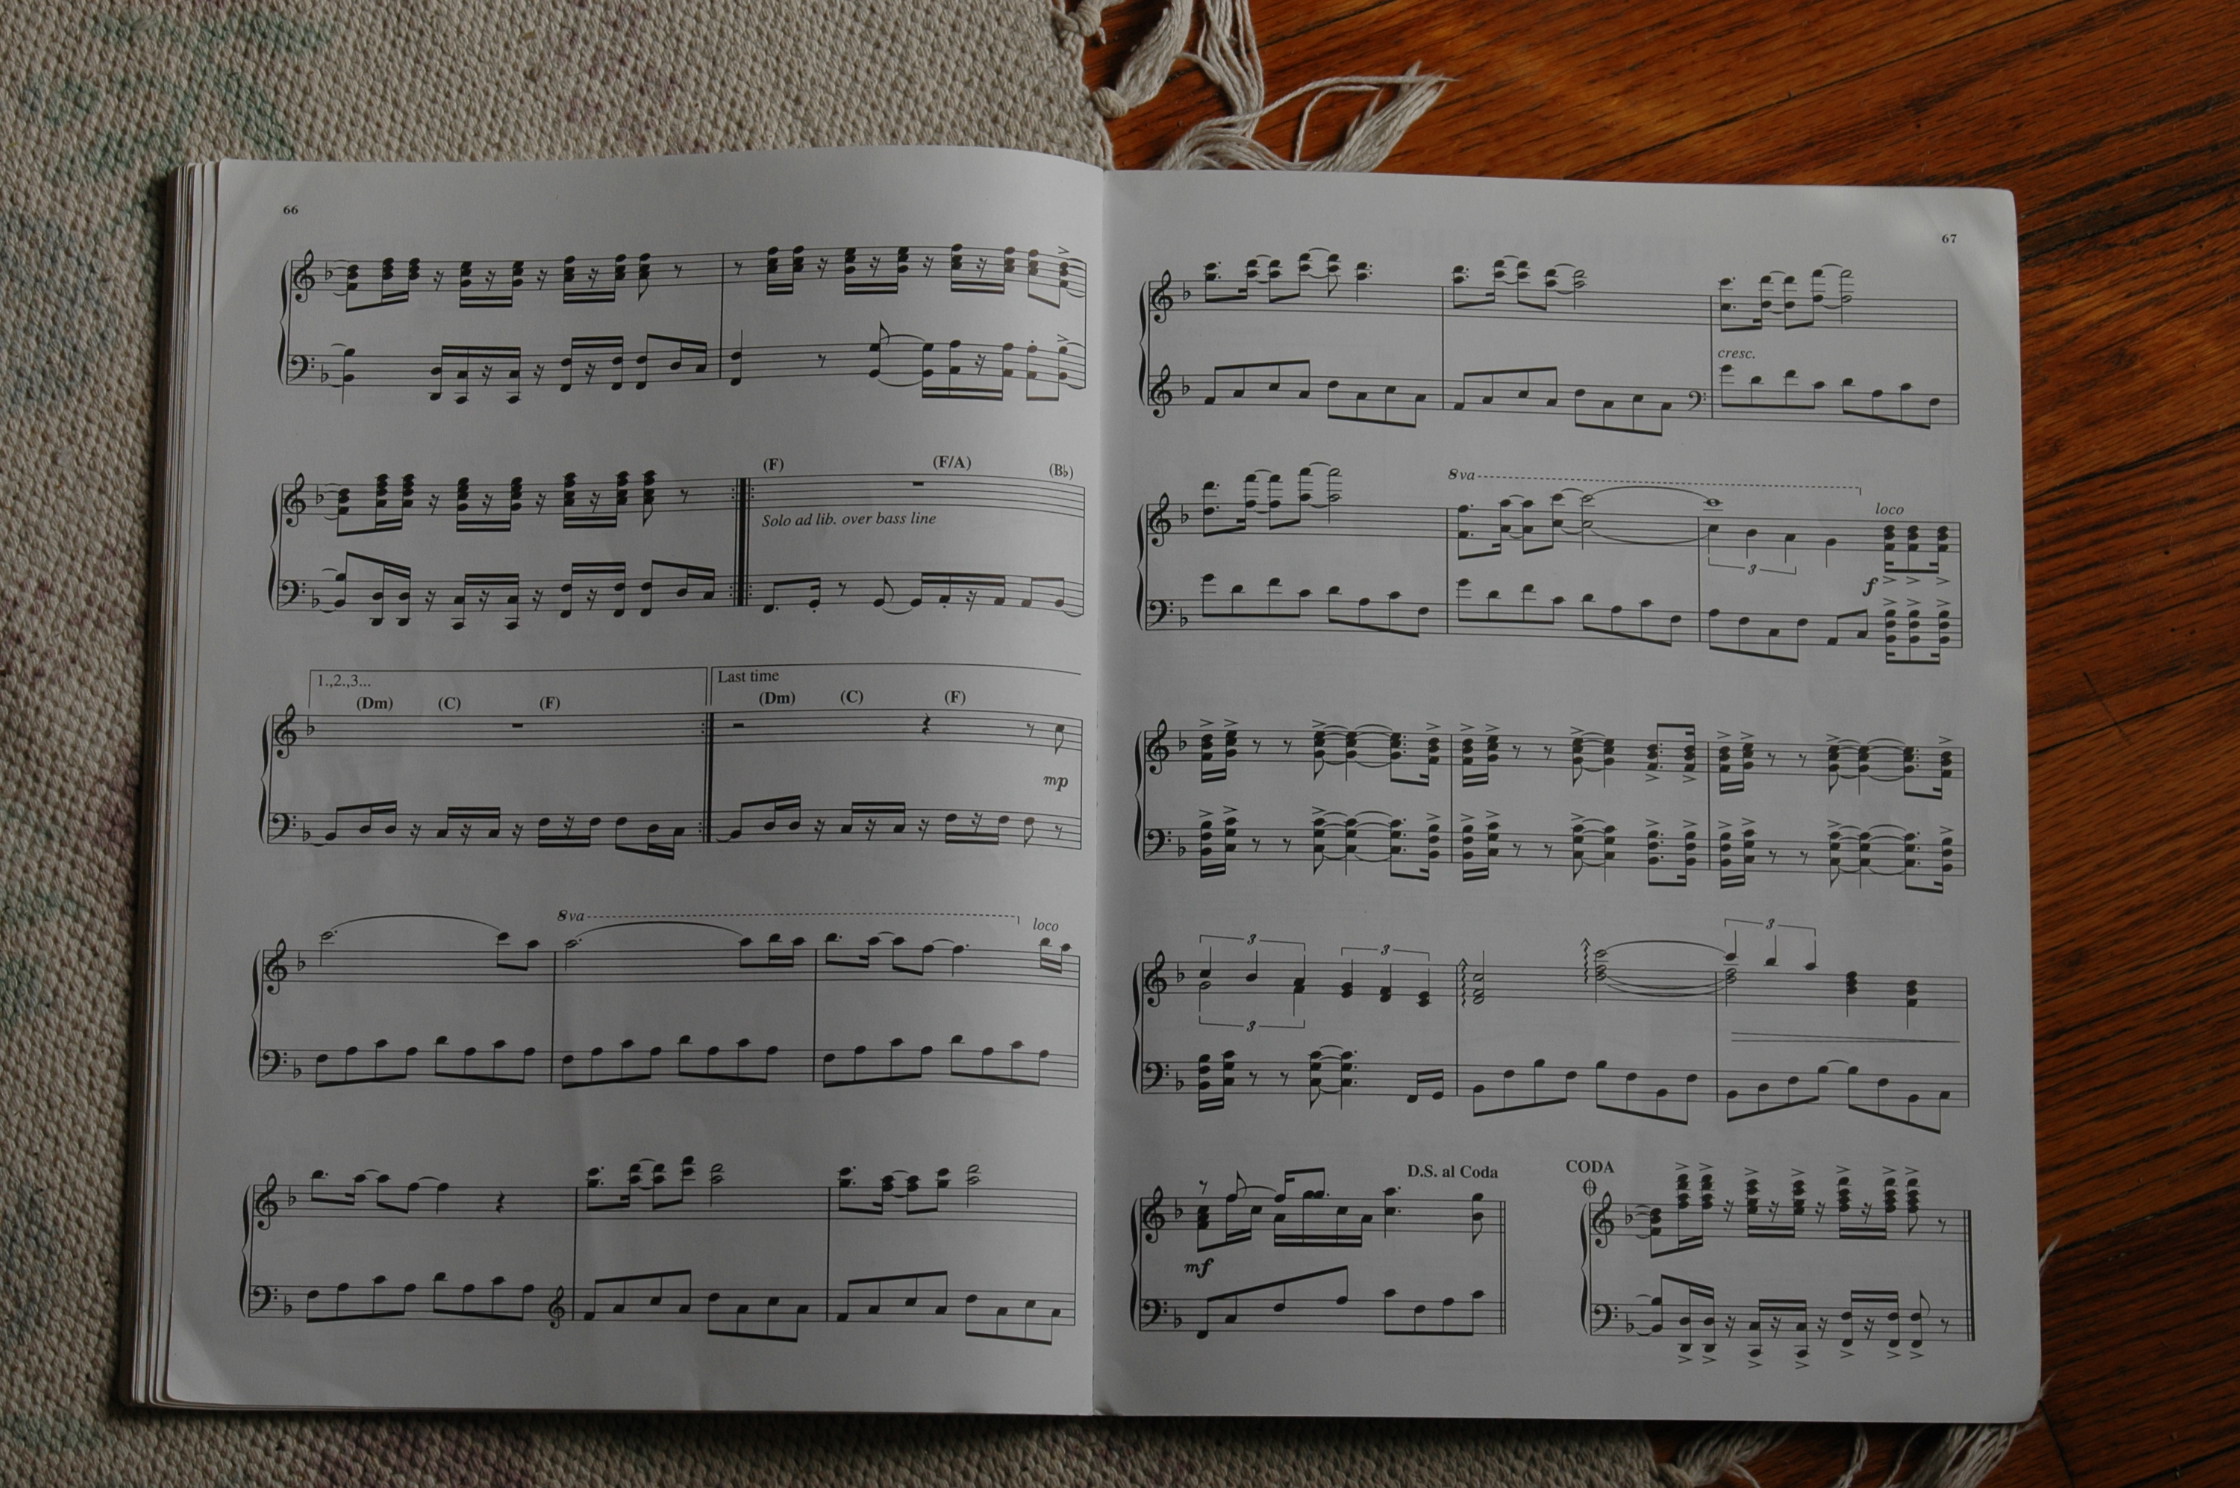 66
(F) (F/A) (B♭)
Solo ad lib. over bass line
1.,2.,3... Last time
(Dm) (C) (F) (Dm) (C) (F)
mp
8va loco
67
cresc.
8va loco
3 f
3 3 3
3
D.S. al Coda CODA
mf